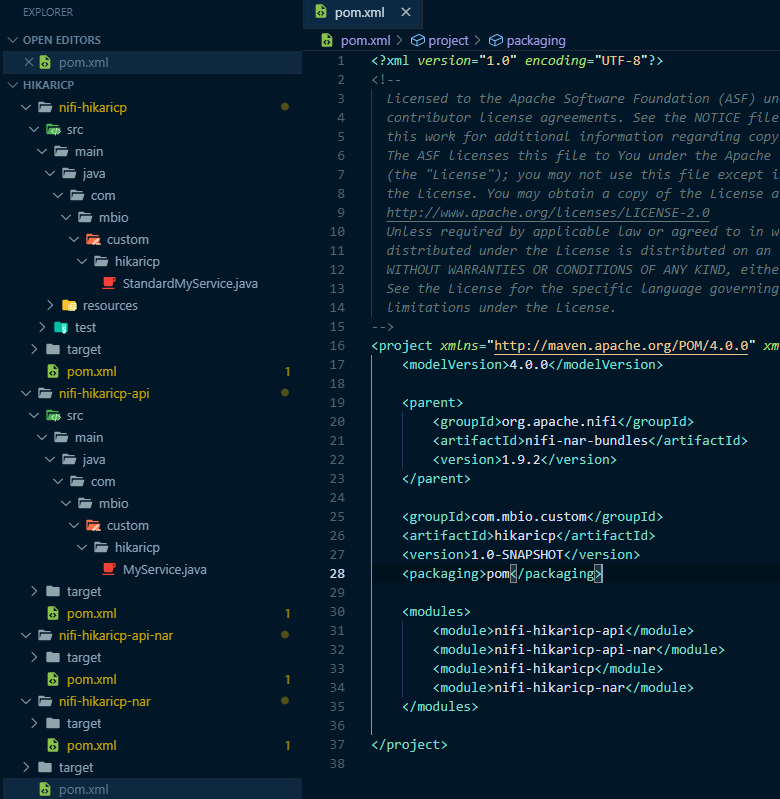 EXPLORER
OPEN EDITORS
pom.xml
HIKARICP
nifi-hikaricp
src
main
java
com
mbio
custom
hikaricp
StandardMyService.java
resources
test
target
pom.xml 1
nifi-hikaricp-api
src
main
java
com
mbio
custom
hikaricp
MyService.java
target
pom.xml 1
nifi-hikaricp-api-nar
target
pom.xml 1
nifi-hikaricp-nar
target
pom.xml 1
target
pom.xml
pom.xml
pom.xml > project > packaging
1 <?xml version="1.0" encoding="UTF-8"?>
2 <!--
3 Licensed to the Apache Software Foundation (ASF) un
4 contributor license agreements. See the NOTICE file
5 this work for additional information regarding copy
6 The ASF licenses this file to You under the Apache
7 (the "License"); you may not use this file except i
8 the License. You may obtain a copy of the License a
9 http://www.apache.org/licenses/LICENSE-2.0
10 Unless required by applicable law or agreed to in w
11 distributed under the License is distributed on an
12 WITHOUT WARRANTIES OR CONDITIONS OF ANY KIND, eithe
13 See the License for the specific language governing
14 limitations under the License.
15 -->
16 <project xmlns="http://maven.apache.org/POM/4.0.0" xm
17 <modelVersion>4.0.0</modelVersion>
18
19 <parent>
20 <groupId>org.apache.nifi</groupId>
21 <artifactId>nifi-nar-bundles</artifactId>
22 <version>1.9.2</version>
23 </parent>
24
25 <groupId>com.mbio.custom</groupId>
26 <artifactId>hikaricp</artifactId>
27 <version>1.0-SNAPSHOT</version>
28 <packaging>pom</packaging>
29
30 <modules>
31 <module>nifi-hikaricp-api</module>
32 <module>nifi-hikaricp-api-nar</module>
33 <module>nifi-hikaricp</module>
34 <module>nifi-hikaricp-nar</module>
35 </modules>
36
37 </project>
38